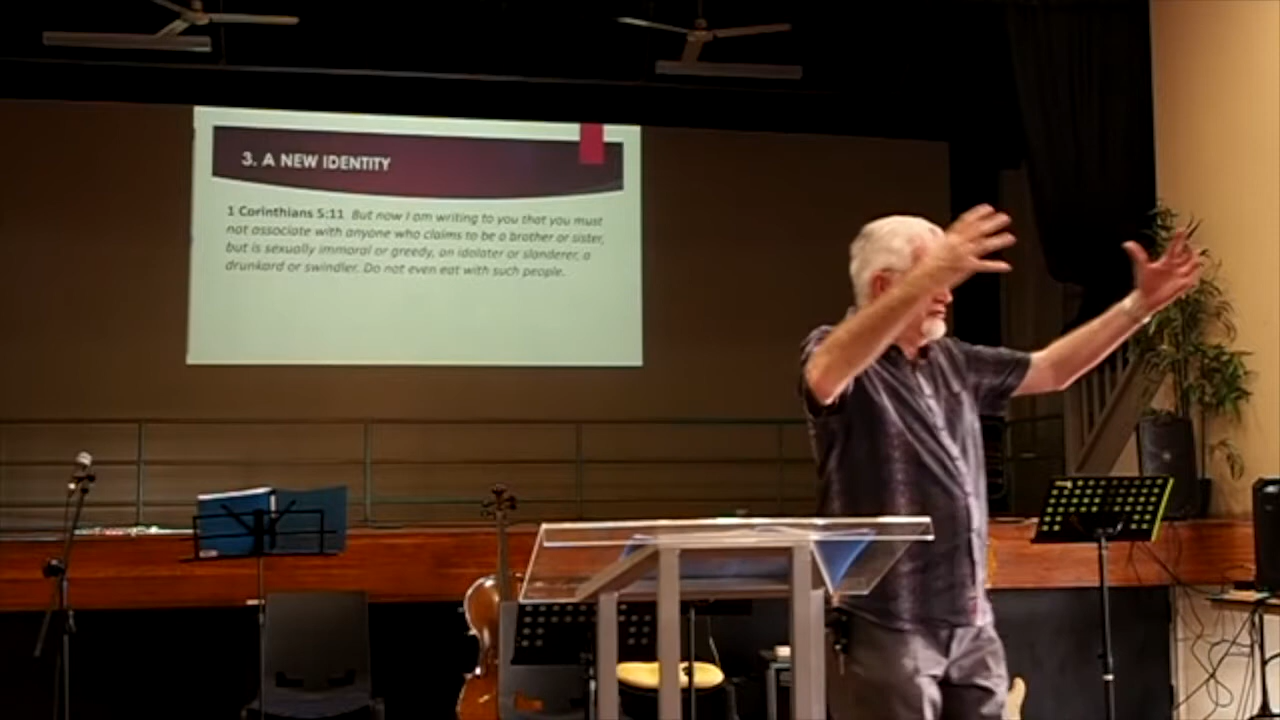 3. A NEW IDENTITY
1 Corinthians 5:11 But now I am writing to you that you must
not associate with anyone who claims to be a brother or sister,
but is sexually immoral or greedy, an idolater or slanderer, a
drunkard or swindler. Do not even eat with such people.